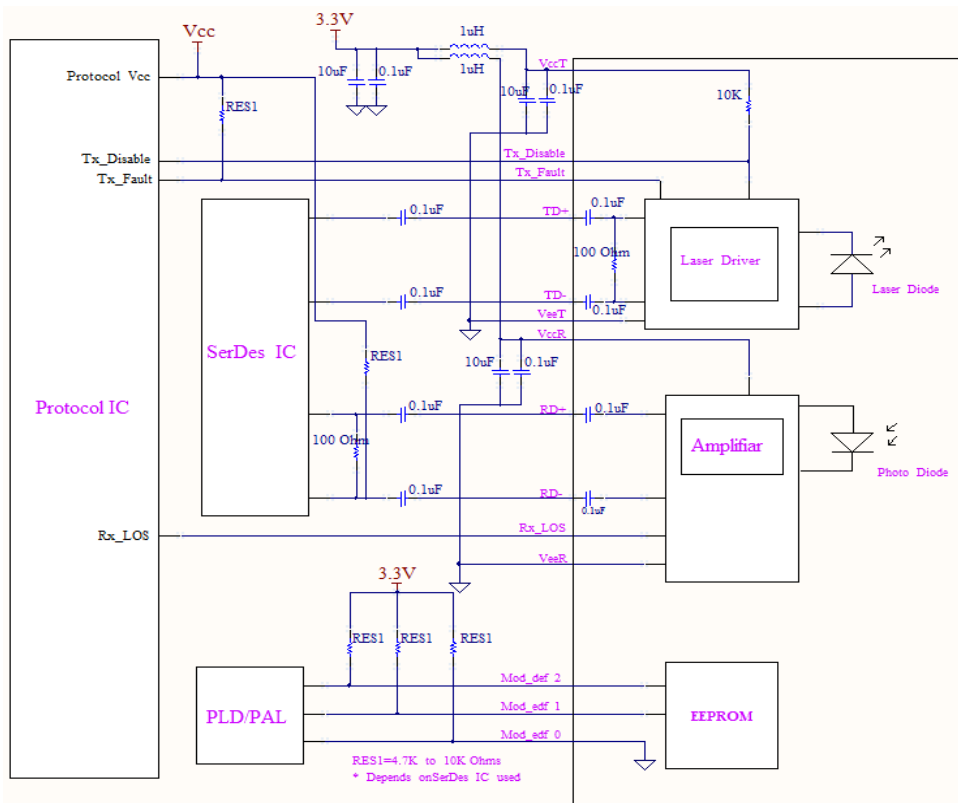 Vcc
3.3V
1uH
1uH
10uF
0.1uF
Protocol Vcc
RES1
VccT
10uF
0.1uF
10K
Tx_Disable
Tx_Disable
Tx_Fault
Tx_Fault
0.1uF
TD+
0.1uF
100 Ohm
Laser Driver
Laser Diode
0.1uF
TD-
0.1uF
VeeT
VccR
SerDes IC
RES1
10uF
0.1uF
Protocol IC
0.1uF
RD+
0.1uF
100 Ohm
Amplifiar
Photo Diode
0.1uF
RD-
0.1uF
Rx_LOS
Rx_LOS
VeeR
3.3V
RES1
RES1
RES1
Mod_def 2
PLD/PAL
Mod_edf 1
EEPROM
Mod_edf 0
RES1=4.7K to 10K Ohms
* Depends onSerDes IC used